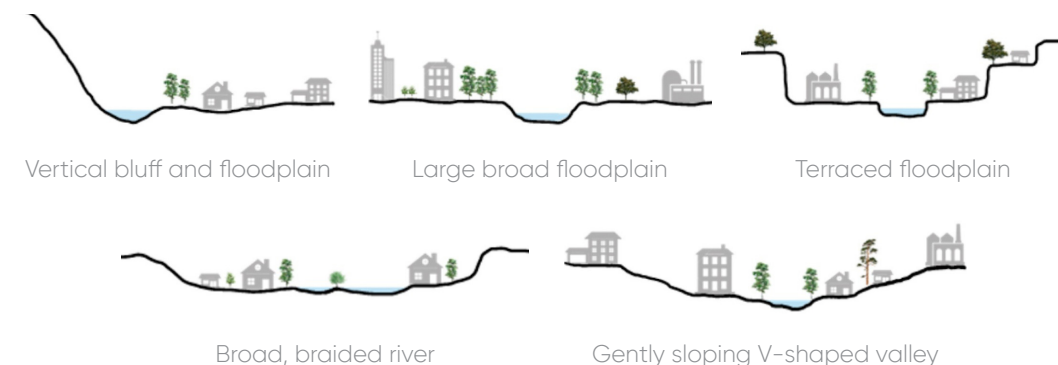 Vertical bluff and floodplain
Large broad floodplain
Terraced floodplain
Broad, braided river
Gently sloping V-shaped valley